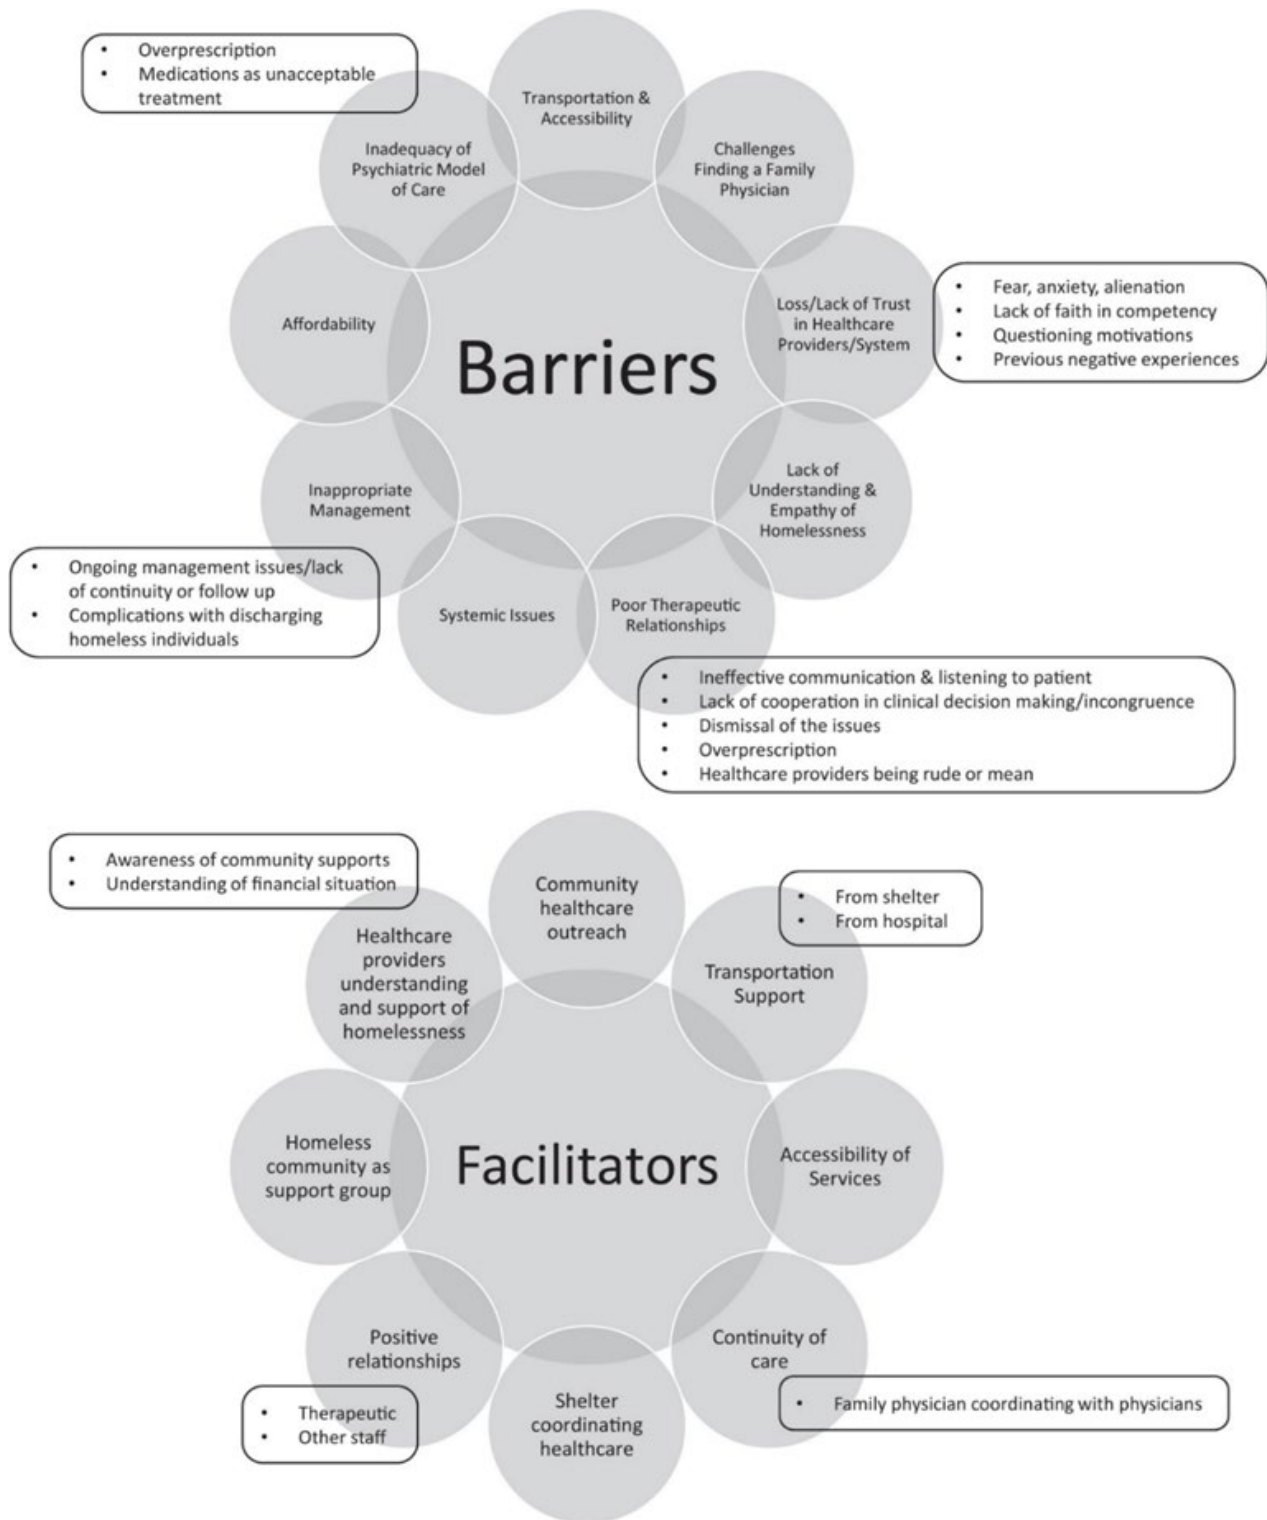 • Overprescription
• Medications as unacceptable
treatment
Transportation &
Accessibility
Inadequacy of
Psychiatric Model
of Care
Challenges
Finding a Family
Physician
Affordability
Loss/Lack of Trust
in Healthcare
Providers/System
• Fear, anxiety, alienation
• Lack of faith in competency
• Questioning motivations
• Previous negative experiences
Barriers
Inappropriate
Management
Lack of
Understanding &
Empathy of
Homelessness
• Ongoing management issues/lack
of continuity or follow up
• Complications with discharging
homeless individuals
Systemic Issues
Poor Therapeutic
Relationships
• Ineffective communication & listening to patient
• Lack of cooperation in clinical decision making/incongruence
• Dismissal of the issues
• Overprescription
• Healthcare providers being rude or mean
• Awareness of community supports
• Understanding of financial situation
Community
healthcare
outreach
• From shelter
• From hospital
Healthcare
providers
understanding
and support of
homelessness
Transportation
Support
Homeless
community as
support group
Facilitators
Accessibility of
Services
Positive
relationships
Continuity of
care
• Therapeutic
• Other staff
Shelter
coordinating
healthcare
• Family physician coordinating with physicians